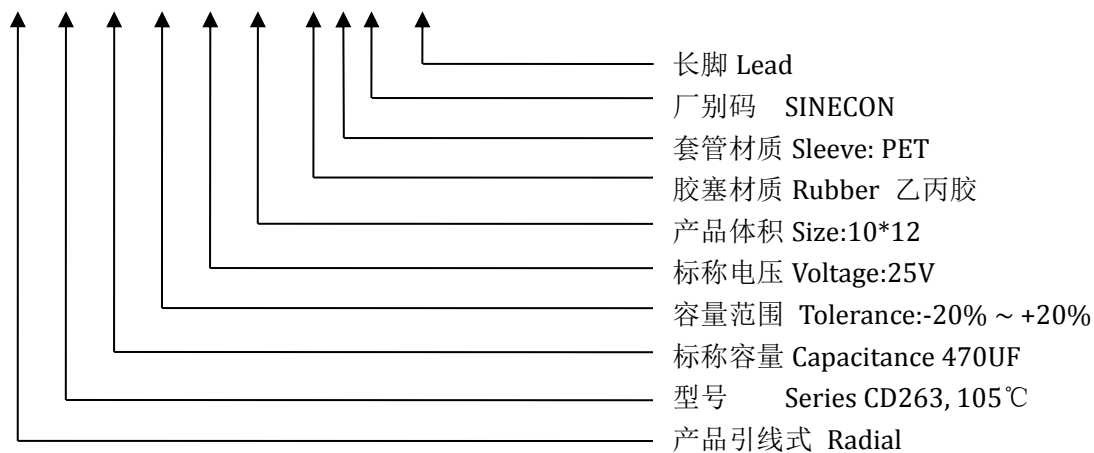 长脚 Lead
厂别码 SINECON
套管材质 Sleeve: PET
胶塞材质 Rubber 乙丙胶
产品体积 Size:10*12
标称电压 Voltage:25V
容量范围 Tolerance:-20% ~ +20%
标称容量 Capacitance 470UF
型号 Series CD263, 105℃
产品引线式 Radial